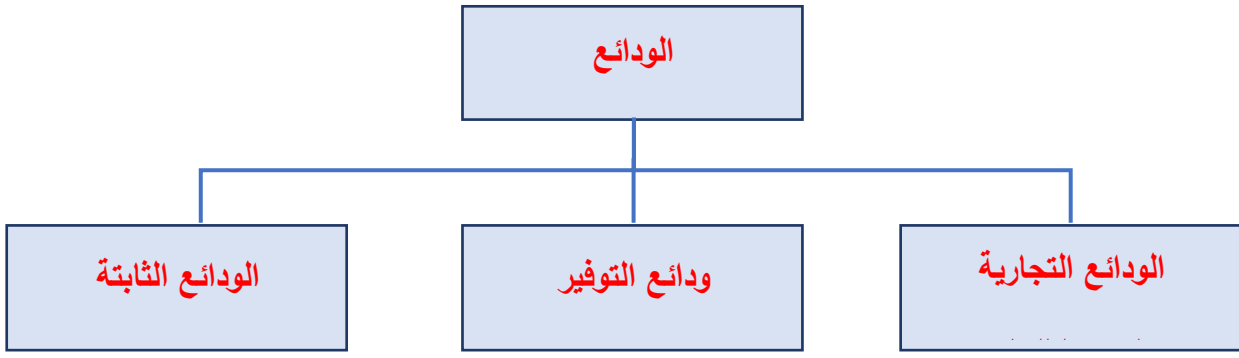 الودائع
الودائع التجارية
ودائع التوفير
الودائع الثابتة